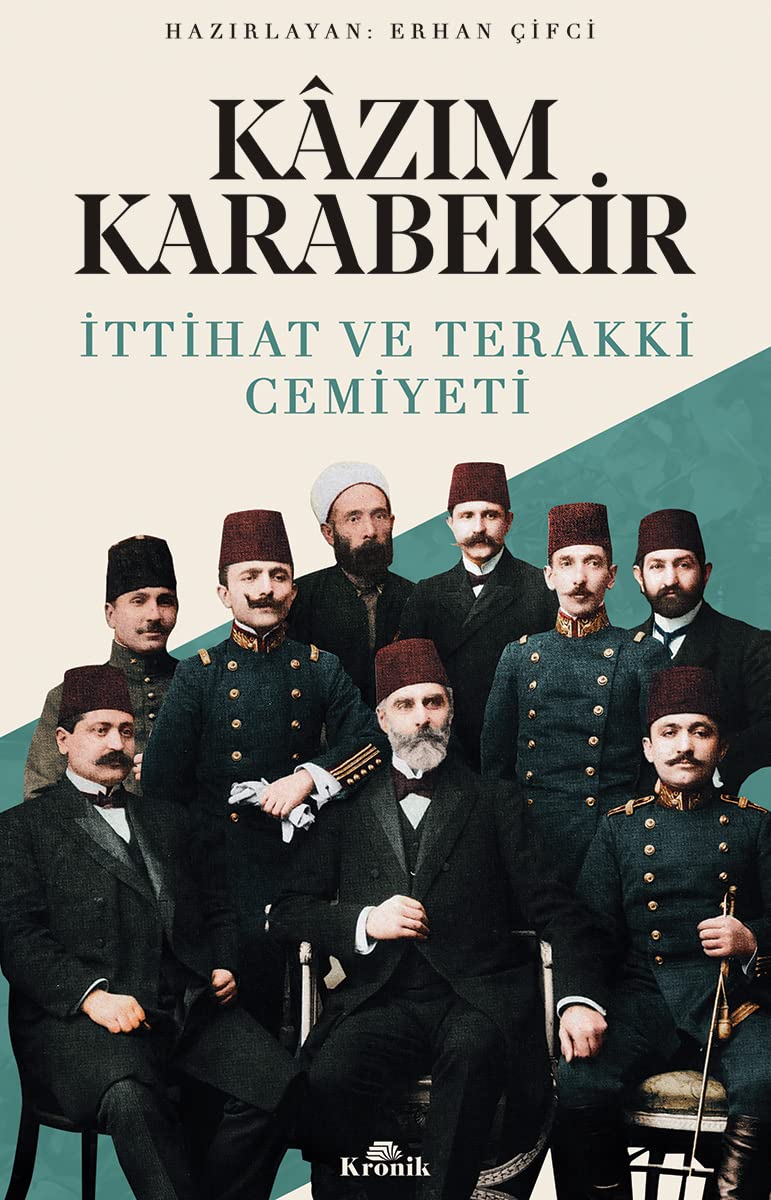 HAZIRLAYAN: ERHAN ÇİFCİ
KÂZIM
KARABEKİR
İTTİHAT VE TERAKKİ
CEMİYETİ
Kronik